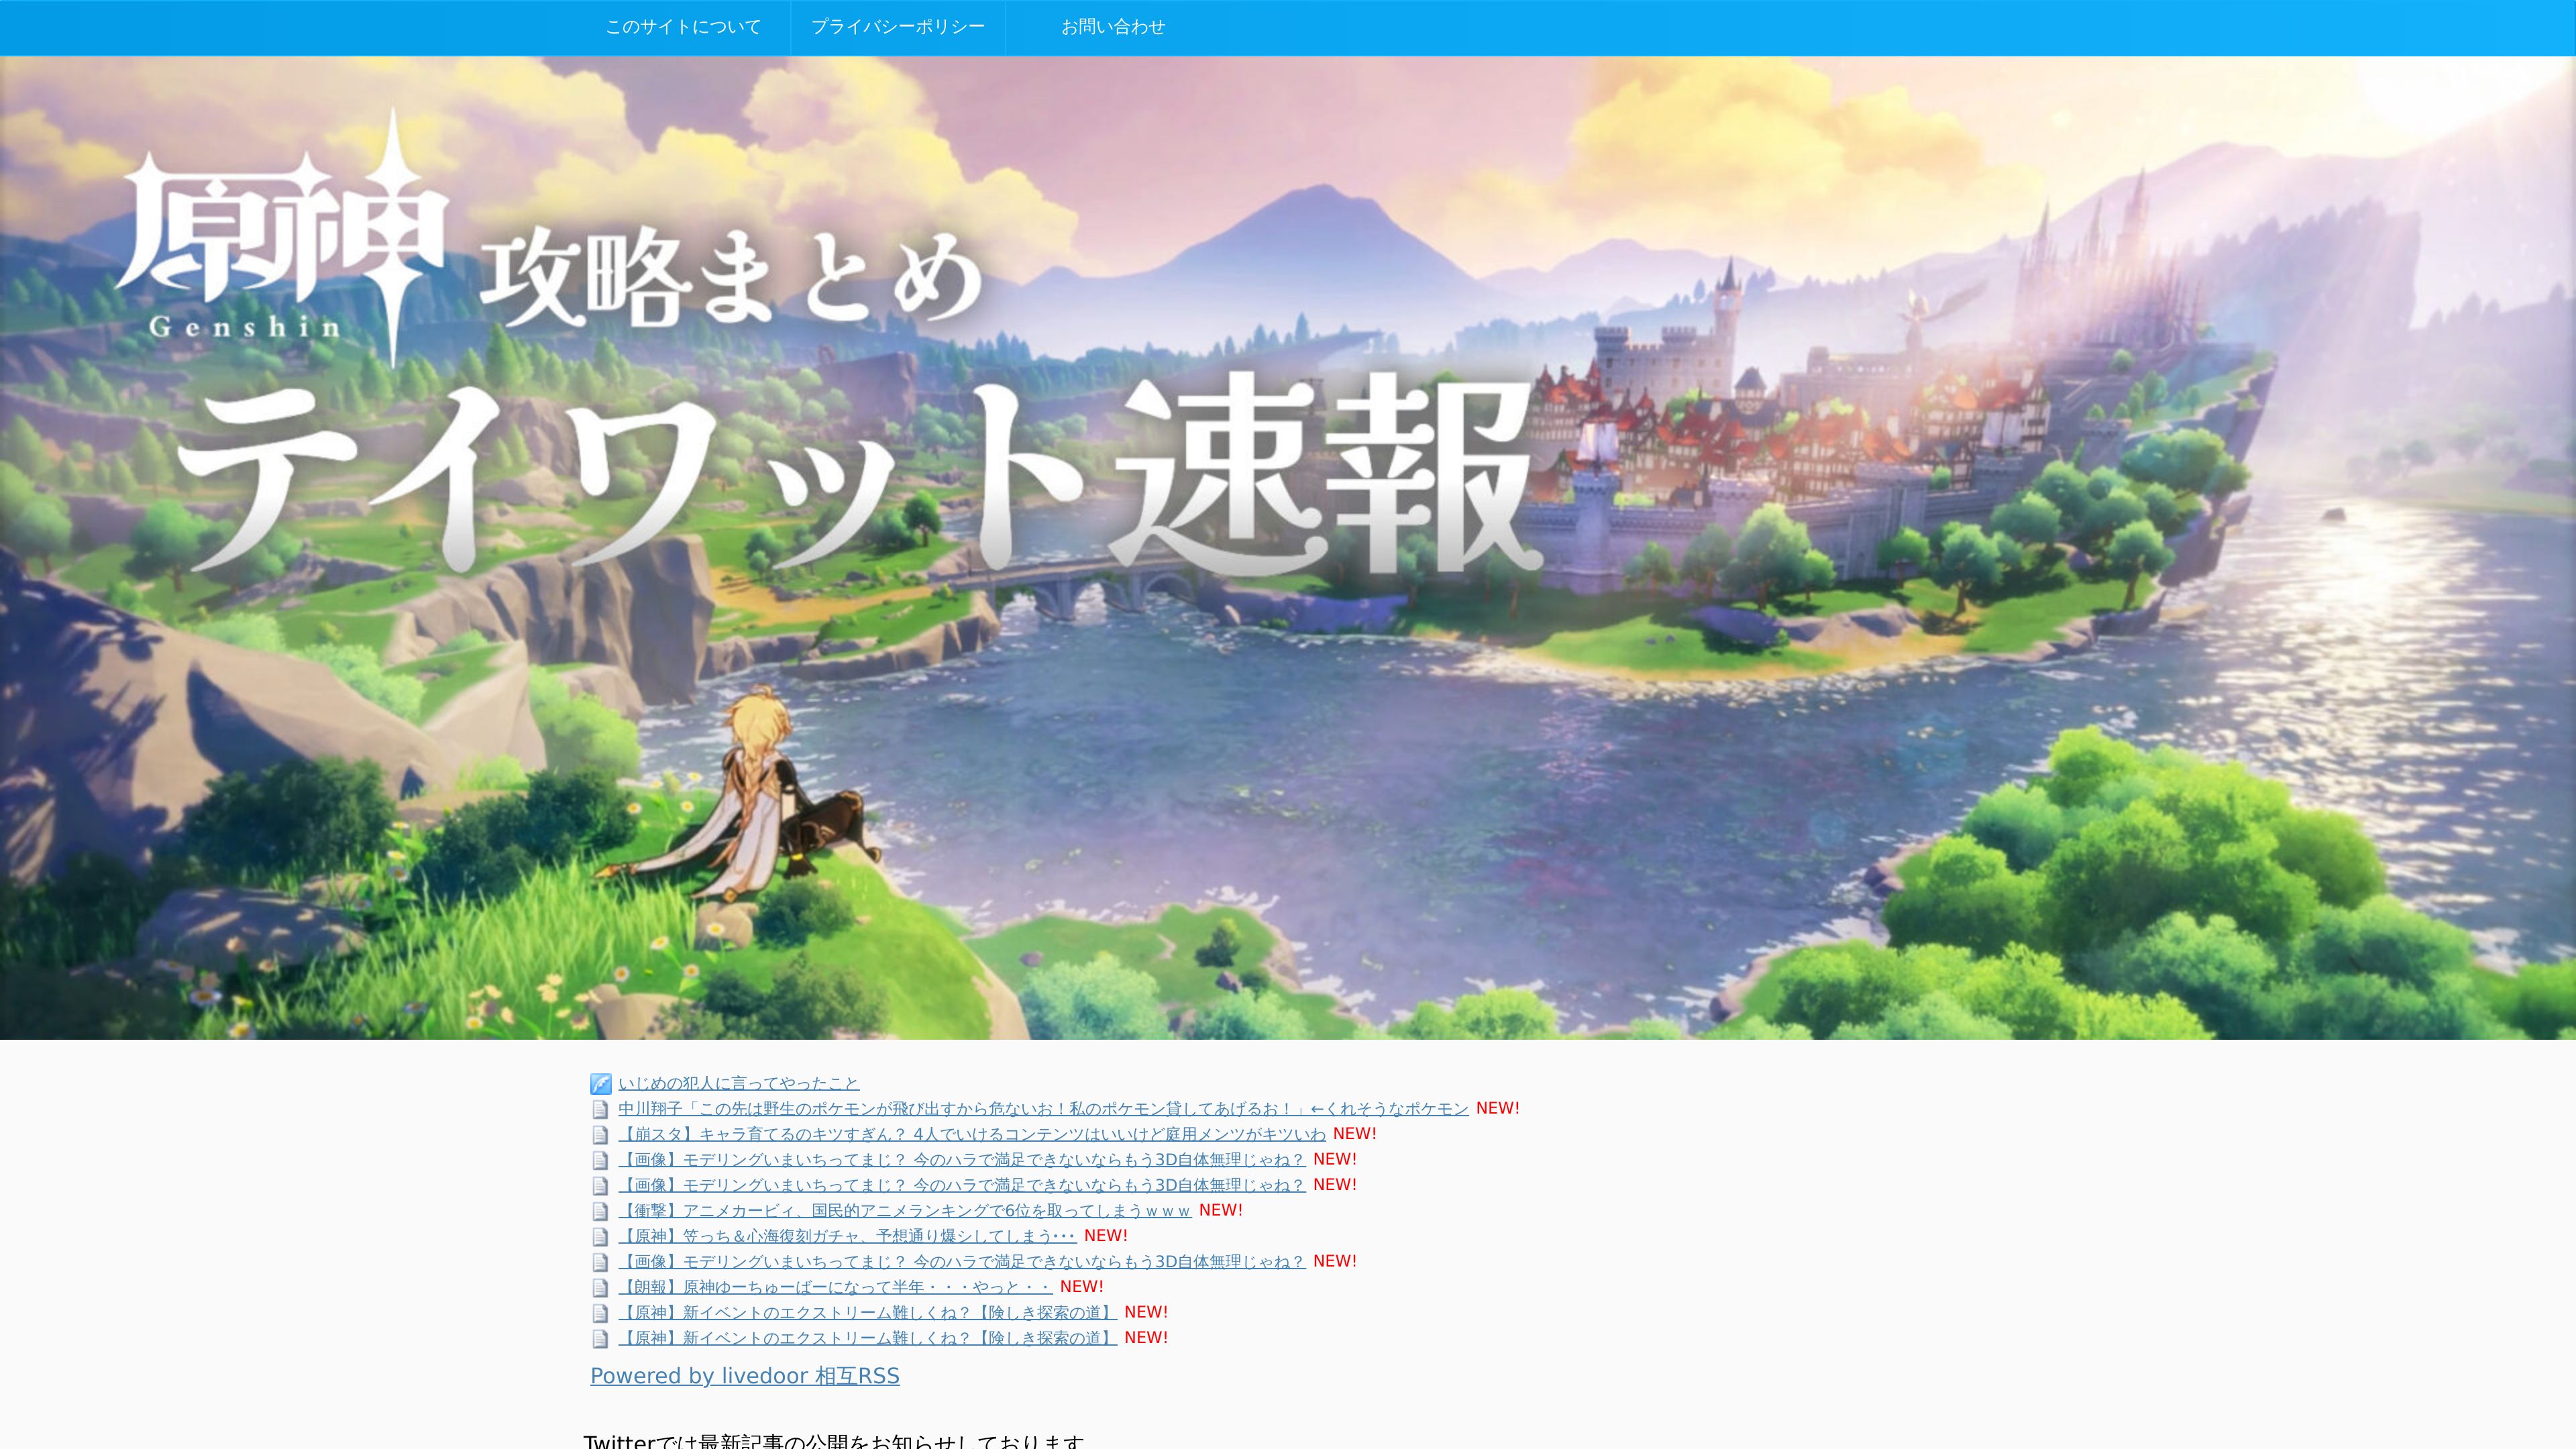 このサイトについて プライバシーポリシー お問い合わせ
原神 攻略まとめ
Genshin
テイワット速報
いじめの犯人に言ってやったこと
中川翔子「この先は野生のポケモンが飛び出すから危ないお！私のポケモン貸してあげるお！」←くれそうなポケモン NEW!
【崩スタ】キャラ育てるのキツすぎん？ 4人でいけるコンテンツはいいけど庭用メンツがキツいわ NEW!
【画像】モデリングいまいちってまじ？ 今のハラで満足できないならもう3D自体無理じゃね？ NEW!
【画像】モデリングいまいちってまじ？ 今のハラで満足できないならもう3D自体無理じゃね？ NEW!
【衝撃】アニメカービィ、国民的アニメランキングで6位を取ってしまうｗｗｗ NEW!
【原神】笠っち＆心海復刻ガチャ、予想通り爆シしてしまう･･･ NEW!
【画像】モデリングいまいちってまじ？ 今のハラで満足できないならもう3D自体無理じゃね？ NEW!
【朗報】原神ゆーちゅーばーになって半年・・・やっと・・ NEW!
【原神】新イベントのエクストリーム難しくね？【険しき探索の道】 NEW!
【原神】新イベントのエクストリーム難しくね？【険しき探索の道】 NEW!
Powered by livedoor 相互RSS
Twitterでは最新記事の公開をお知らせしております